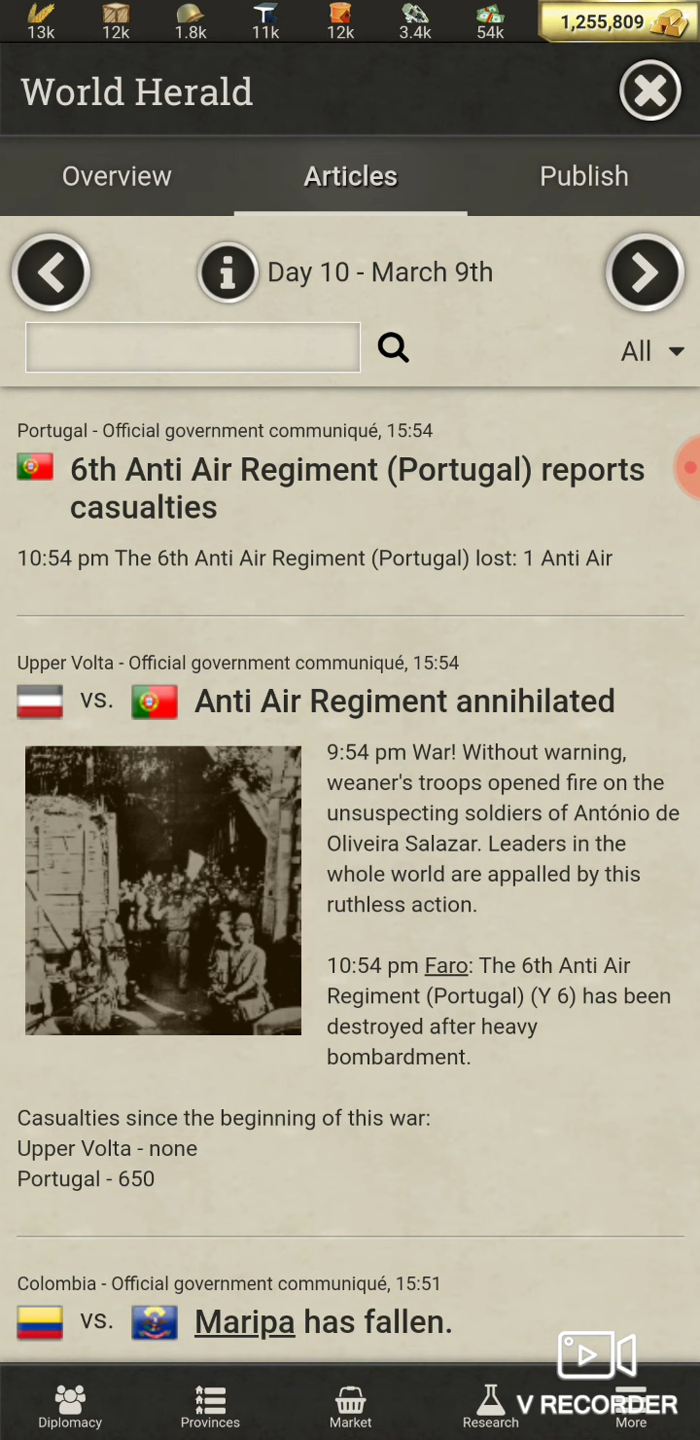 13k 12k 1.8k 11k 12k 3.4k 54k 1,255,809
World Herald
Overview Articles Publish
Day 10 - March 9th
All
Portugal - Official government communiqué, 15:54
6th Anti Air Regiment (Portugal) reports
casualties
10:54 pm The 6th Anti Air Regiment (Portugal) lost: 1 Anti Air
Upper Volta - Official government communiqué, 15:54
vs. Anti Air Regiment annihilated
9:54 pm War! Without warning,
weaner's troops opened fire on the
unsuspecting soldiers of António de
Oliveira Salazar. Leaders in the
whole world are appalled by this
ruthless action.
10:54 pm Faro: The 6th Anti Air
Regiment (Portugal) (Y 6) has been
destroyed after heavy
bombardment.
Casualties since the beginning of this war:
Upper Volta - none
Portugal - 650
Colombia - Official government communiqué, 15:51
vs. Maripa has fallen.
V RECORDER
Diplomacy Provinces Market Research More